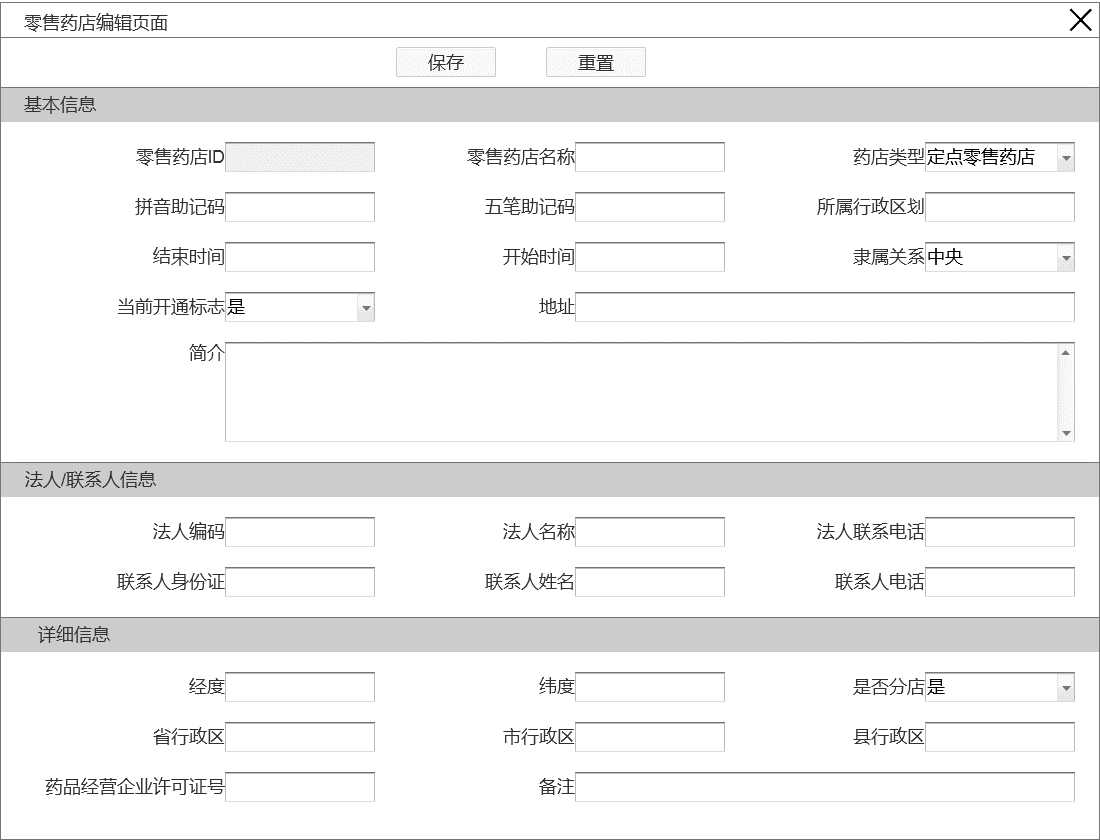 零售药店编辑页面
保存 重置
基本信息
零售药店ID 零售药店名称 药店类型 定点零售药店
拼音助记码 五笔助记码 所属行政区划
结束时间 开始时间 隶属关系 中央
当前开通标志 是 地址
简介
法人/联系人信息
法人编码 法人名称 法人联系电话
联系人身份证 联系人姓名 联系人电话
详细信息
经度 纬度 是否分店 是
省行政区 市行政区 县行政区
药品经营企业许可证号 备注